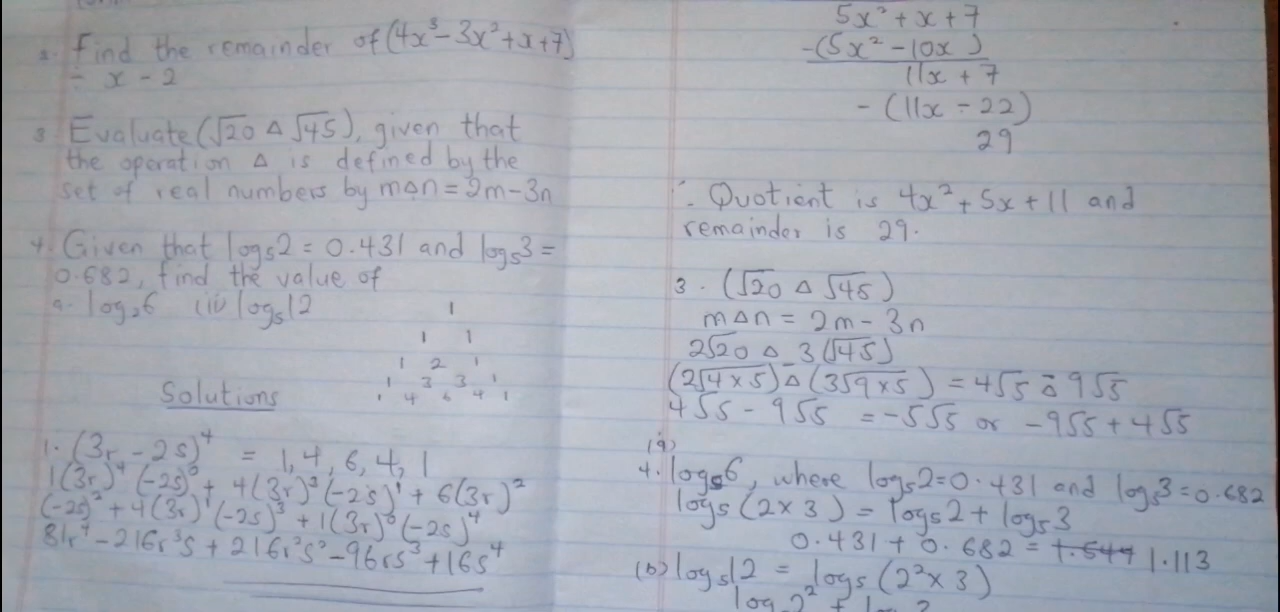 2. Find the remainder of (4x³ - 3x² + x + 7)
÷ x - 2
3. Evaluate (√20 Δ √45), given that
the operation Δ is defined by the
set of real numbers by mΔn = 2m - 3n
4. Given that log₅2 = 0.431 and log₅3 =
0.682, find the value of
a. log₅6 (ii) log₅12
1
1 1
1 2 1
1 3 3 1
1 4 6 4 1
Solutions
1. (3r - 2s)⁴ = 1, 4, 6, 4, 1
1(3r)⁴(-2s)⁰ + 4(3r)³(-2s)¹ + 6(3r)²
(-2s)² + 4(3r)¹(-2s)³ + 1(3r)⁰(-2s)⁴
81r⁴ - 216r³s + 216r²s² - 96rs³ + 16s⁴
5x² + x + 7
-(5x² - 10x)
11x + 7
- (11x - 22)
29
∴ Quotient is 4x² + 5x + 11 and
remainder is 29.
3. (√20 Δ √45)
mΔn = 2m - 3n
2√20 Δ 3(√45)
(2√4×5) Δ (3√9×5) = 4√5 Δ 9√5
4√5 - 9√5 = -5√5 or -9√5 + 4√5
(a)
4. log₅6, where log₅2 = 0.431 and log₅3 = 0.682
log₅(2×3) = log₅2 + log₅3
0.431 + 0.682 = 1.544 1.113
(b) log₅12 = log₅(2²×3)